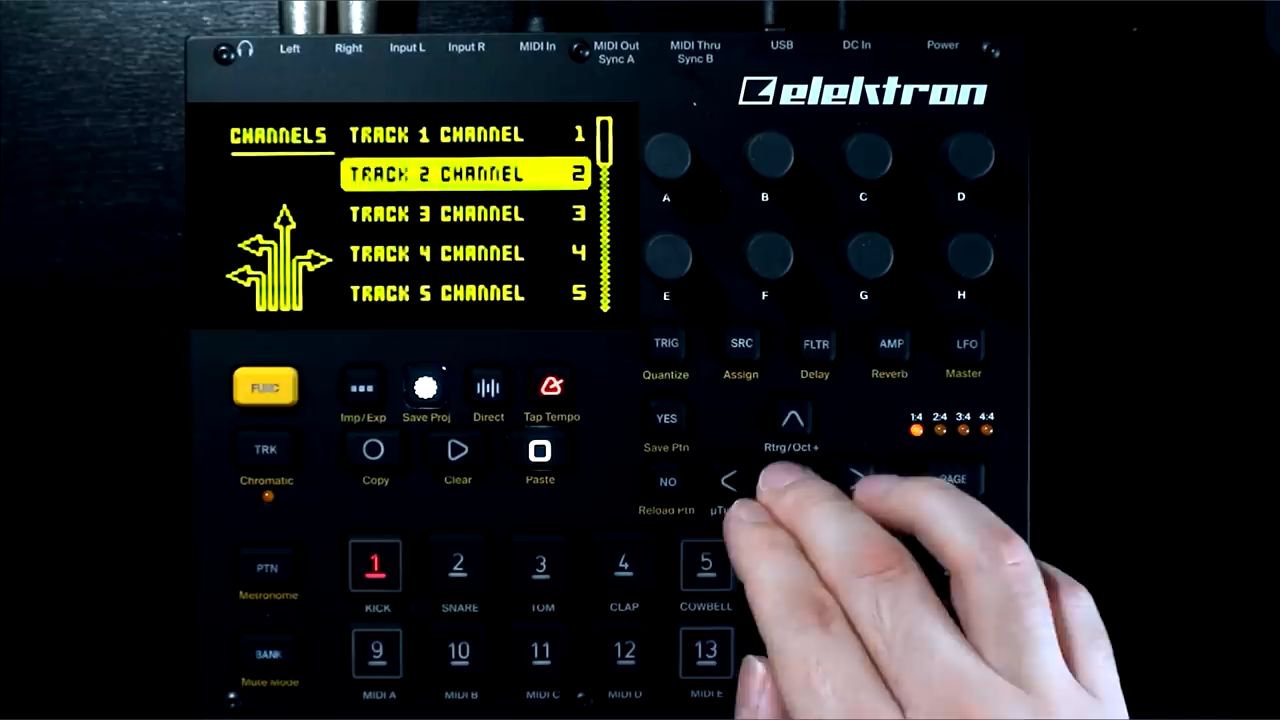 Left Right Input L Input R MIDI In MIDI Out MIDI Thru USB DC In Power
Sync A Sync B
elektron
CHANNELS
TRACK 1 CHANNEL 1
TRACK 2 CHANNEL 2
TRACK 3 CHANNEL 3
TRACK 4 CHANNEL 4
TRACK 5 CHANNEL 5
A B C D
E F G H
TRIG SRC FLTR AMP LFO
Quantize Assign Delay Reverb Master
FUNC
Imp/Exp Save Proj Direct Tap Tempo
YES
1:4 2:4 3:4 4:4
Save Ptn Rtrg/Oct+
TRK
Chromatic Copy Clear Paste
NO
Reload Ptn
PTN 1 2 3 4 5
Metronome KICK SNARE TOM CLAP COWBELL
BANK 9 10 11 12 13
Mute Mode MIDI A MIDI B MIDI C MIDI D MIDI E